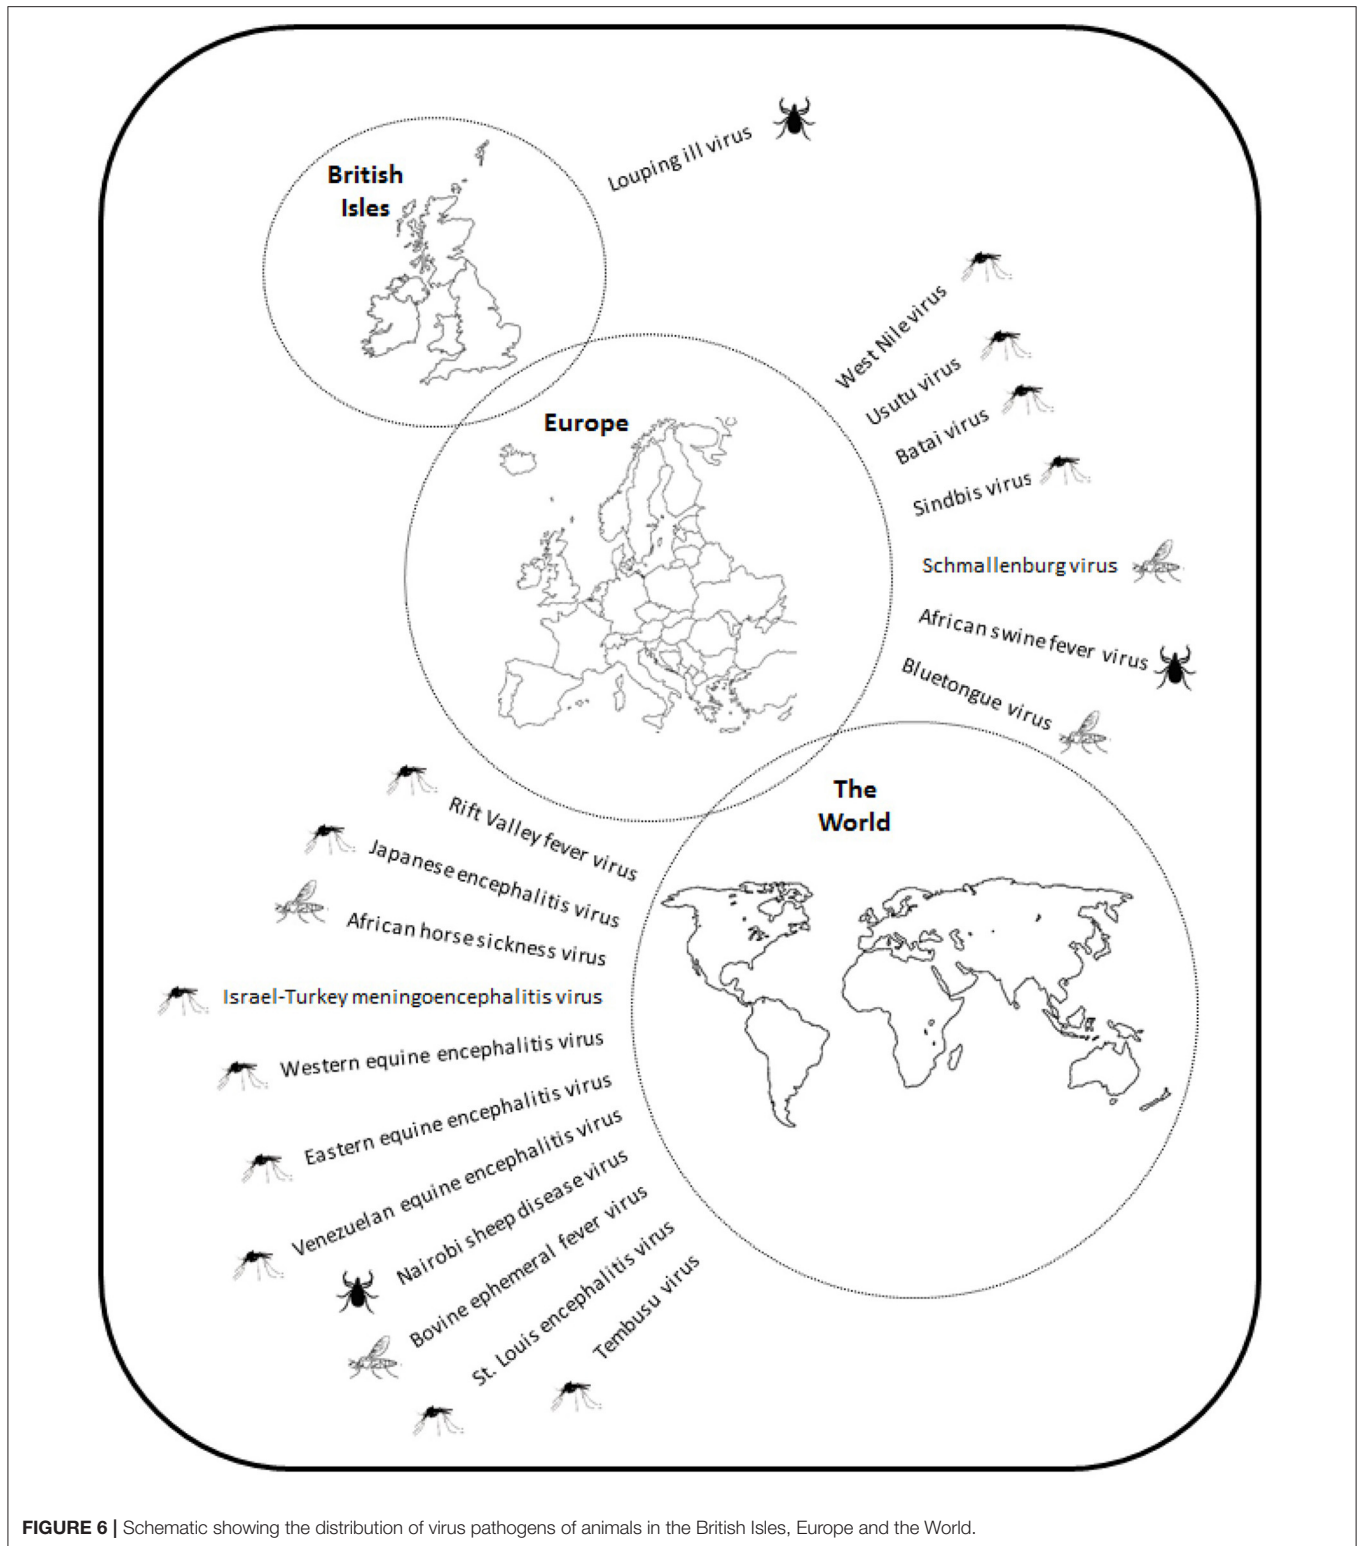 British
Isles
Louping ill virus
West Nile virus
Usutu virus
Batai virus
Europe
Sindbis virus
Schmallenburg virus
African swine fever virus
Bluetongue virus
The
World
Rift Valley fever virus
Japanese encephalitis virus
African horse sickness virus
Israel-Turkey meningoencephalitis virus
Western equine encephalitis virus
Eastern equine encephalitis virus
Venezuelan equine encephalitis virus
Nairobi sheep disease virus
Bovine ephemeral fever virus
St. Louis encephalitis virus
Tembusu virus
FIGURE 6 | Schematic showing the distribution of virus pathogens of animals in the British Isles, Europe and the World.